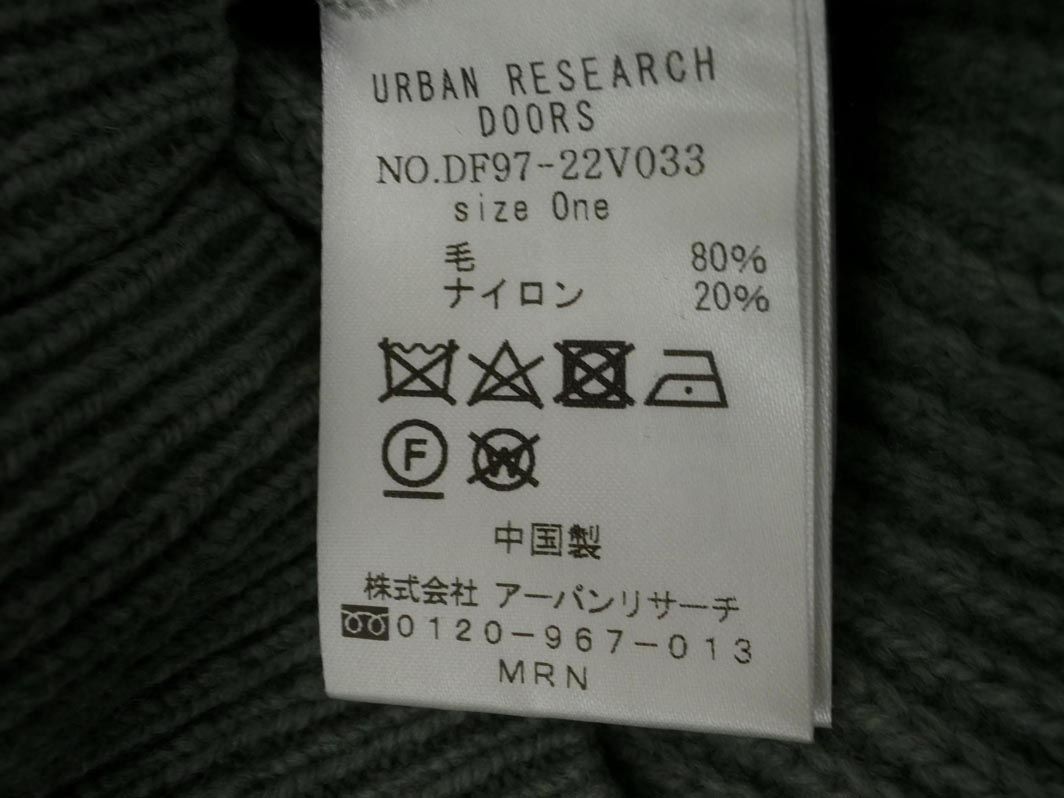 URBAN RESEARCH
DOORS
NO.DF97-22V033
size One
毛 80%
ナイロン 20%
F W
中国製
株式会社 アーバンリサーチ
0120-967-013
MRN